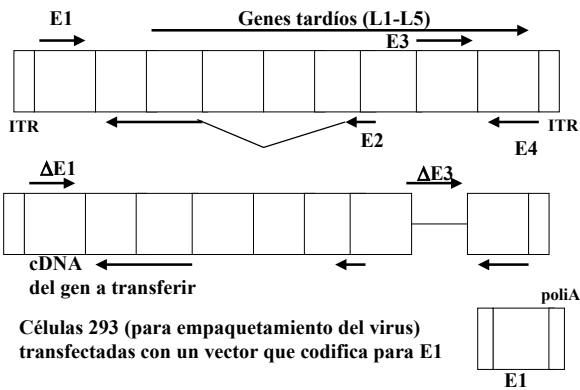 Genes tardíos (L1-L5)
E1
E3
ITR
ITR
E2
E4
ΔE1
ΔE3
cDNA
del gen a transferir
poliA
Células 293 (para empaquetamiento del virus)
transfectadas con un vector que codifica para E1
E1